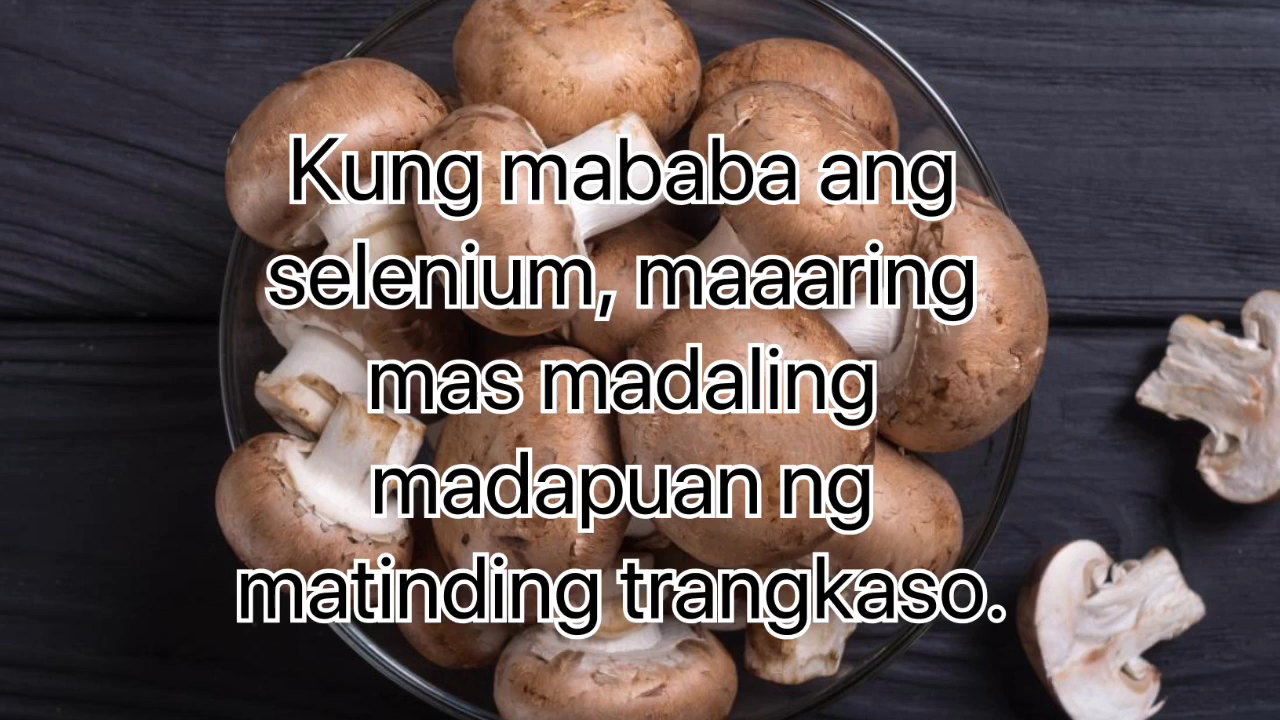 Kung mababa ang
selenium, maaaring
mas madaling
madapuan ng
matinding trangkaso.